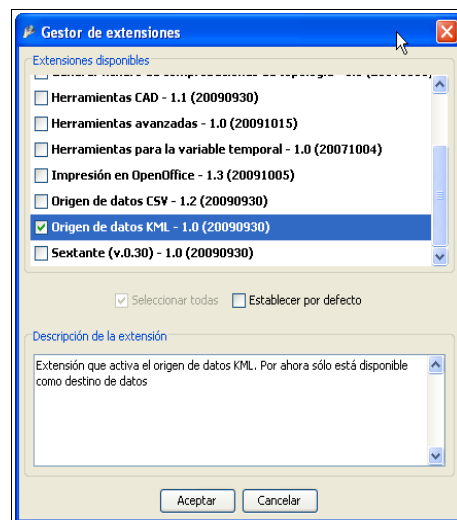 Gestor de extensiones
Extensiones disponibles
Herramientas CAD - 1.1 (20090930)
Herramientas avanzadas - 1.0 (20091015)
Herramientas para la variable temporal - 1.0 (20071004)
Impresión en OpenOffice - 1.3 (20091005)
Origen de datos CSV - 1.2 (20090930)
Origen de datos KML - 1.0 (20090930)
Sextante (v.0.30) - 1.0 (20090930)
Seleccionar todas Establecer por defecto
Descripción de la extensión
Extensión que activa el origen de datos KML. Por ahora sólo está disponible
como destino de datos
Aceptar Cancelar